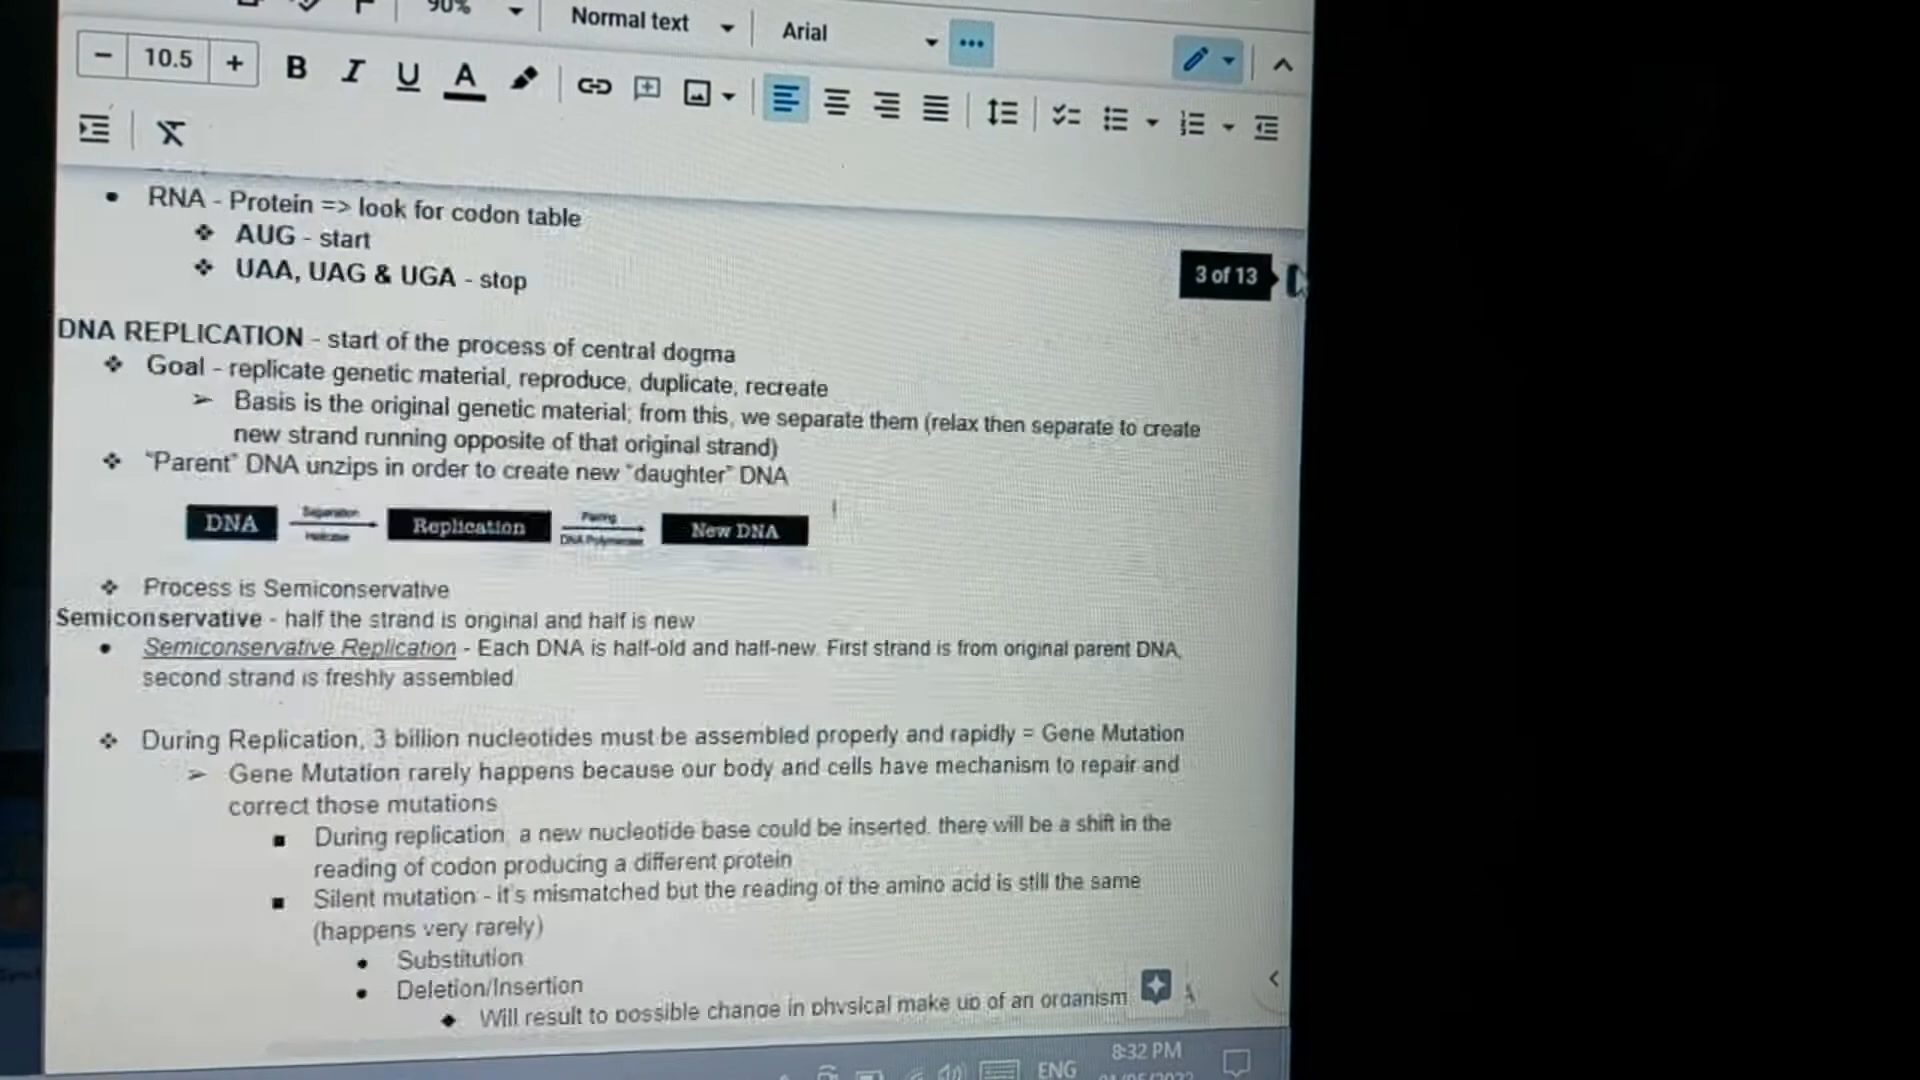 90%
Normal text
Arial
10.5
B I U A
RNA - Protein => look for codon table
AUG - start
UAA, UAG & UGA - stop
3 of 13
DNA REPLICATION - start of the process of central dogma
Goal - replicate genetic material, reproduce, duplicate, recreate
Basis is the original genetic material; from this, we separate them (relax then separate to create
new strand running opposite of that original strand)
"Parent" DNA unzips in order to create new "daughter" DNA
Separation
Pairing
DNA
Replication
New DNA
Helicase
DNA Polymerase
Process is Semiconservative
Semiconservative - half the strand is original and half is new
Semiconservative Replication - Each DNA is half-old and half-new. First strand is from original parent DNA,
second strand is freshly assembled
During Replication, 3 billion nucleotides must be assembled properly and rapidly = Gene Mutation
Gene Mutation rarely happens because our body and cells have mechanism to repair and
correct those mutations
During replication, a new nucleotide base could be inserted, there will be a shift in the
reading of codon producing a different protein
Silent mutation - it's mismatched but the reading of the amino acid is still the same
(happens very rarely)
Substitution
Deletion/Insertion
Will result to possible change in physical make up of an organism
8:32 PM
ENG